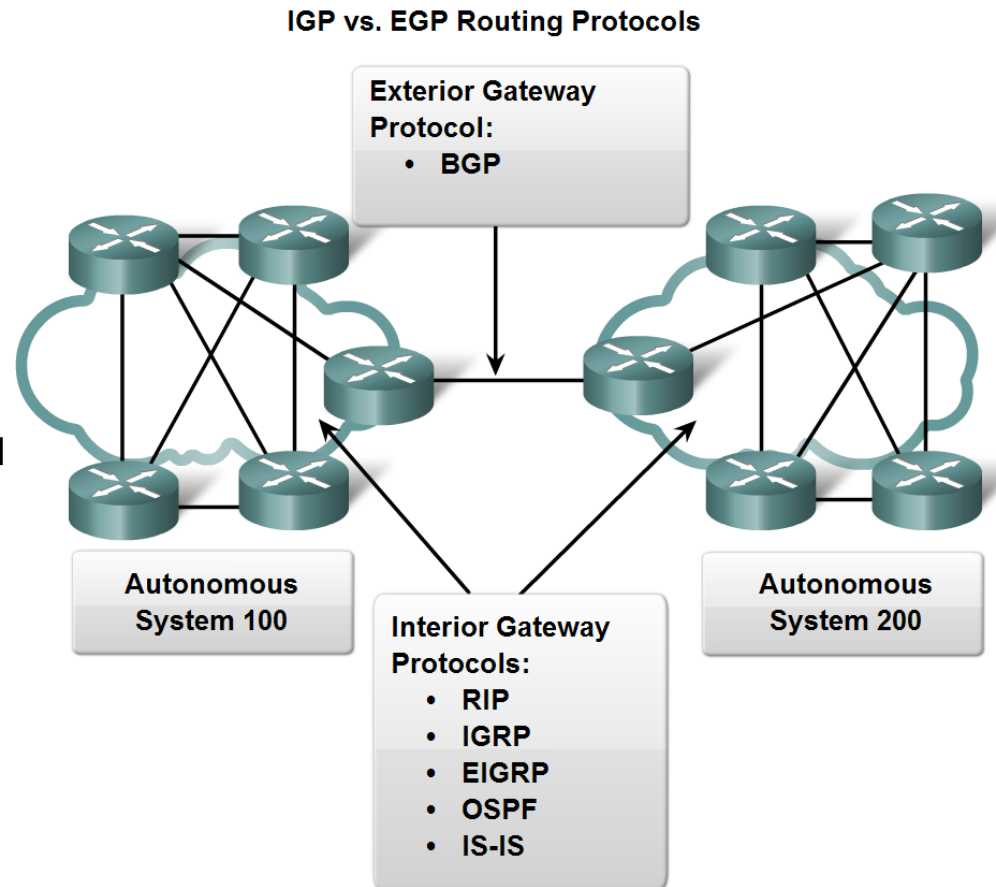 IGP vs. EGP Routing Protocols
Exterior Gateway
Protocol:
• BGP
Autonomous
System 100
Autonomous
System 200
Interior Gateway
Protocols:
• RIP
• IGRP
• EIGRP
• OSPF
• IS-IS